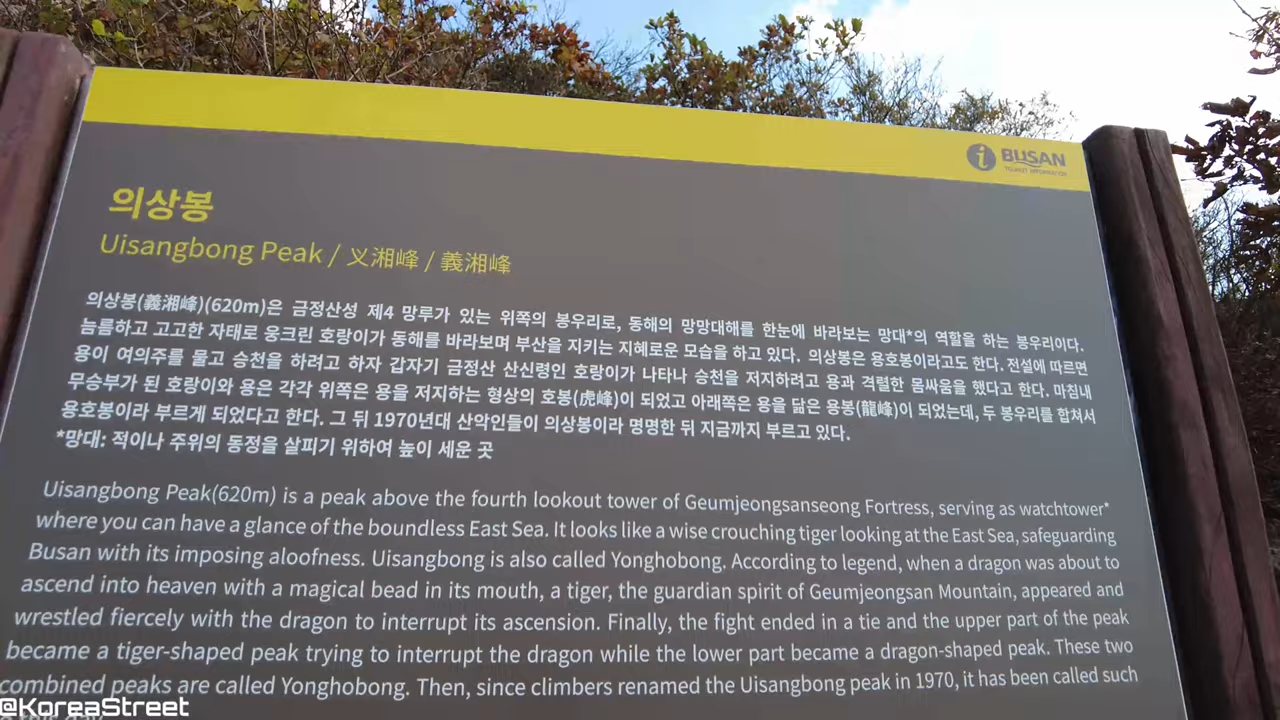 i BUSAN
TOURIST INFORMATION
의상봉
Uisangbong Peak / 义湘峰 / 義湘峰
의상봉(義湘峰)(620m)은 금정산성 제4 망루가 있는 위쪽의 봉우리로, 동해의 망망대해를 한눈에 바라보는 망대*의 역할을 하는 봉우리이다.
늠름하고 고고한 자태로 웅크린 호랑이가 동해를 바라보며 부산을 지키는 지혜로운 모습을 하고 있다. 의상봉은 용호봉이라고도 한다. 전설에 따르면
용이 여의주를 물고 승천을 하려고 하자 갑자기 금정산 산신령인 호랑이가 나타나 승천을 저지하려고 용과 격렬한 몸싸움을 했다고 한다. 마침내
무승부가 된 호랑이와 용은 각각 위쪽은 용을 저지하는 형상의 호봉(虎峰)이 되었고 아래쪽은 용을 닮은 용봉(龍峰)이 되었는데, 두 봉우리를 합쳐서
용호봉이라 부르게 되었다고 한다. 그 뒤 1970년대 산악인들이 의상봉이라 명명한 뒤 지금까지 부르고 있다.
*망대: 적이나 주위의 동정을 살피기 위하여 높이 세운 곳
Uisangbong Peak(620m) is a peak above the fourth lookout tower of Geumjeongsanseong Fortress, serving as watchtower*
where you can have a glance of the boundless East Sea. It looks like a wise crouching tiger looking at the East Sea, safeguarding
Busan with its imposing aloofness. Uisangbong is also called Yonghobong. According to legend, when a dragon was about to
ascend into heaven with a magical bead in its mouth, a tiger, the guardian spirit of Geumjeongsan Mountain, appeared and
wrestled fiercely with the dragon to interrupt its ascension. Finally, the fight ended in a tie and the upper part of the peak
became a tiger-shaped peak trying to interrupt the dragon while the lower part became a dragon-shaped peak. These two
combined peaks are called Yonghobong. Then, since climbers renamed the Uisangbong peak in 1970, it has been called such
@KoreaStreet